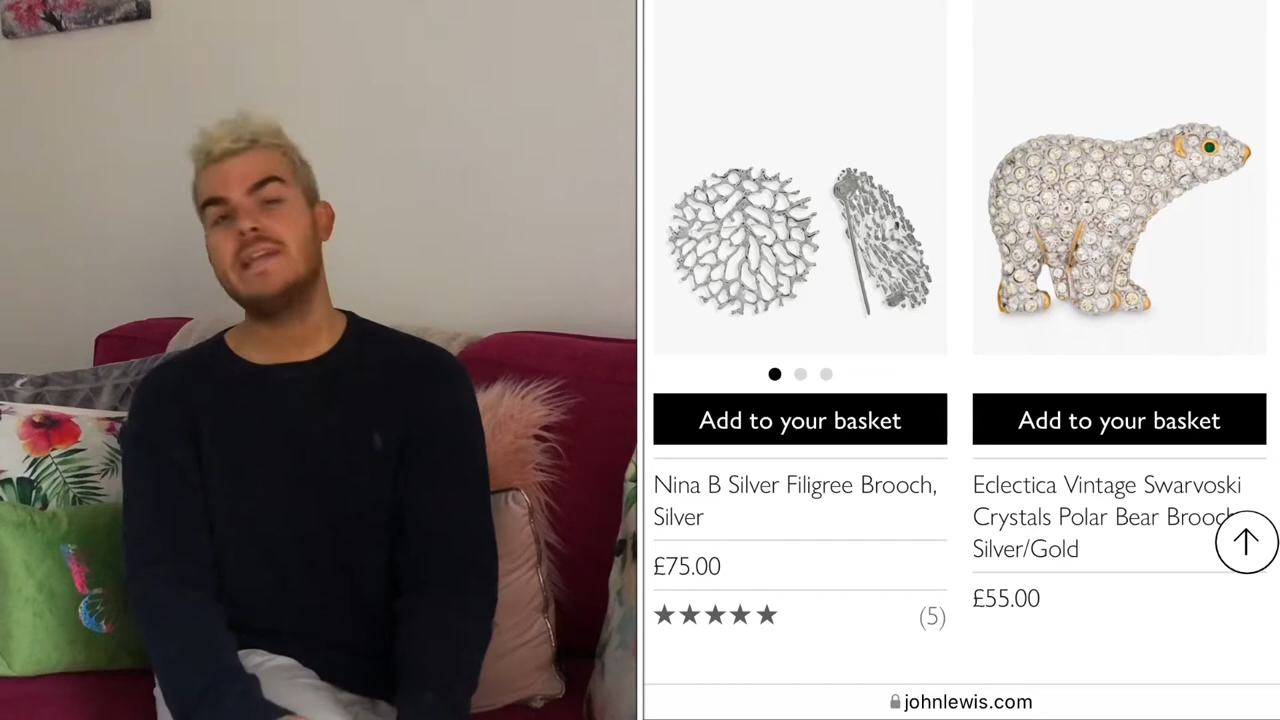 Add to your basket
Nina B Silver Filigree Brooch,
Silver
£75.00
(5)
Add to your basket
Eclectica Vintage Swarvoski
Crystals Polar Bear Brooch
Silver/Gold
£55.00
johnlewis.com